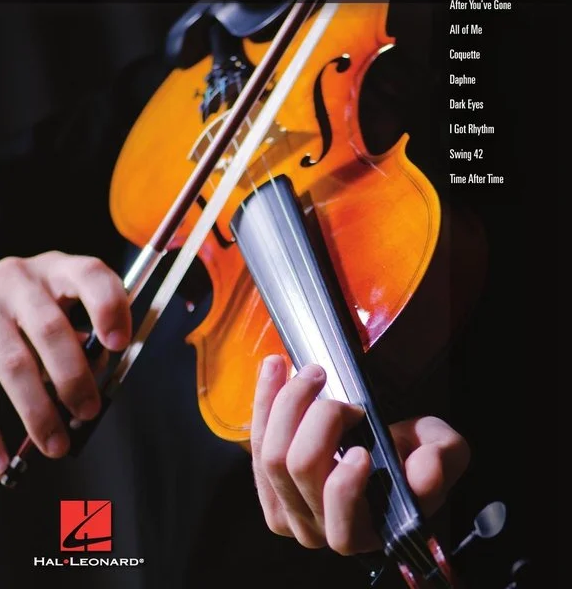 After You've Gone
All of Me
Coquette
Daphne
Dark Eyes
I Got Rhythm
Swing 42
Time After Time
HAL•LEONARD®